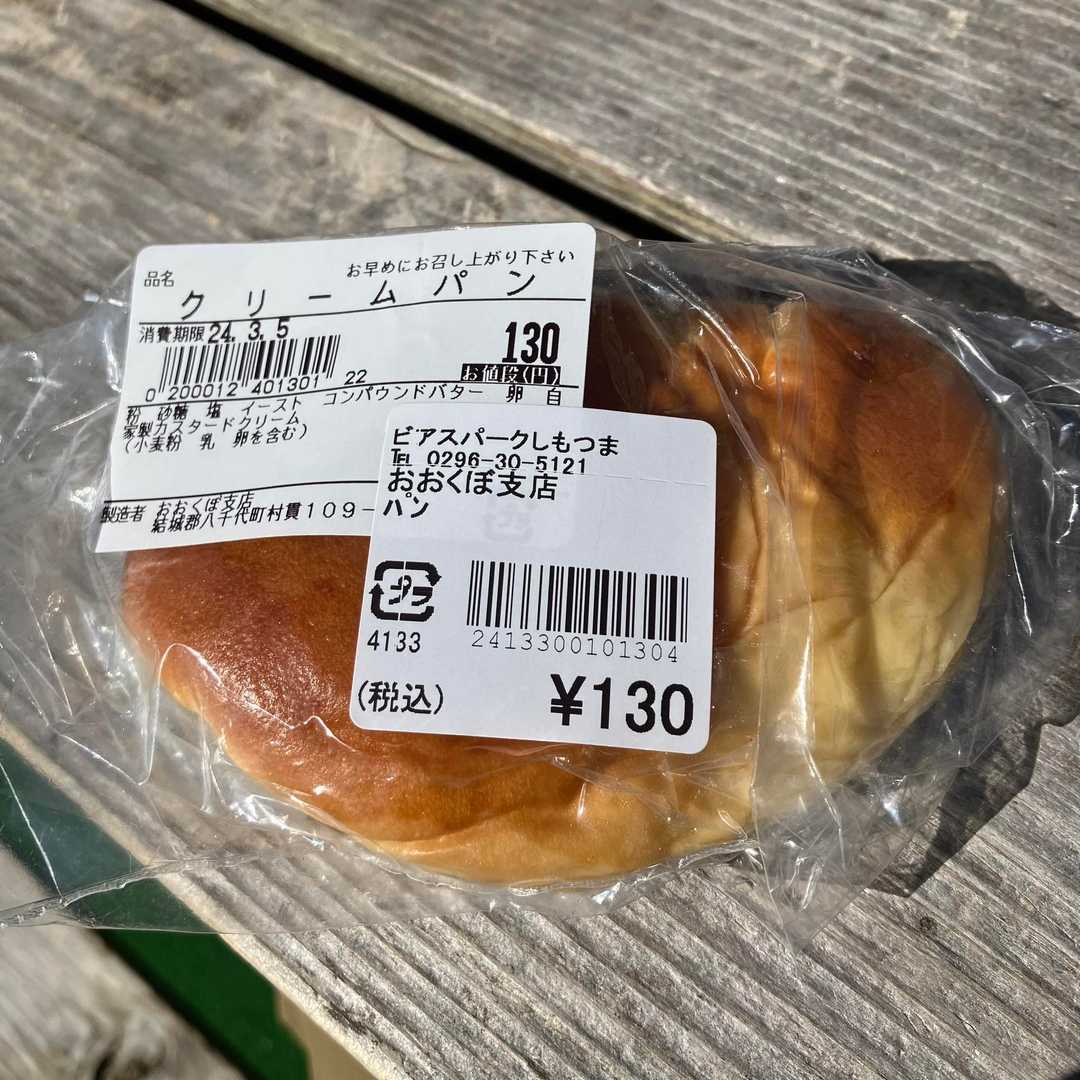 お早めにお召し上がり下さい
品名
クリームパン
消費期限 24.3.5
130
お値段(円)
0 200012 401301 22
粉 砂糖 塩 イースト コンパウンドバター 卵 自
家製カスタードクリーム
(小麦粉 乳 卵を含む)
製造者 おおくぼ支店
結城郡八千代町村貫109-
ビアスパークしもつま
TEL 0296-30-5121
おおくぼ支店
パン
プラ
4133
2413300101304
(税込) ¥130